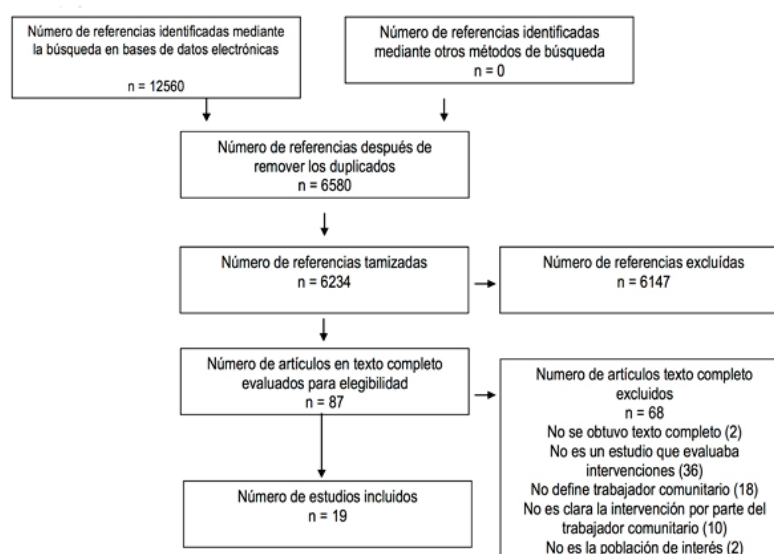 Número de referencias identificadas mediante
la búsqueda en bases de datos electrónicas
n = 12560
Número de referencias identificadas
mediante otros métodos de búsqueda
n = 0
Número de referencias después de
remover los duplicados
n = 6580
Número de referencias tamizadas
n = 6234
Número de referencias excluídas
n = 6147
Número de artículos en texto completo
evaluados para elegibilidad
n = 87
Numero de artículos texto completo
excluidos
n = 68
No se obtuvo texto completo (2)
No es un estudio que evaluaba
intervenciones (36)
No define trabajador comunitario (18)
No es clara la intervención por parte del
trabajador comunitario (10)
No es la población de interés (2)
Número de estudios incluidos
n = 19